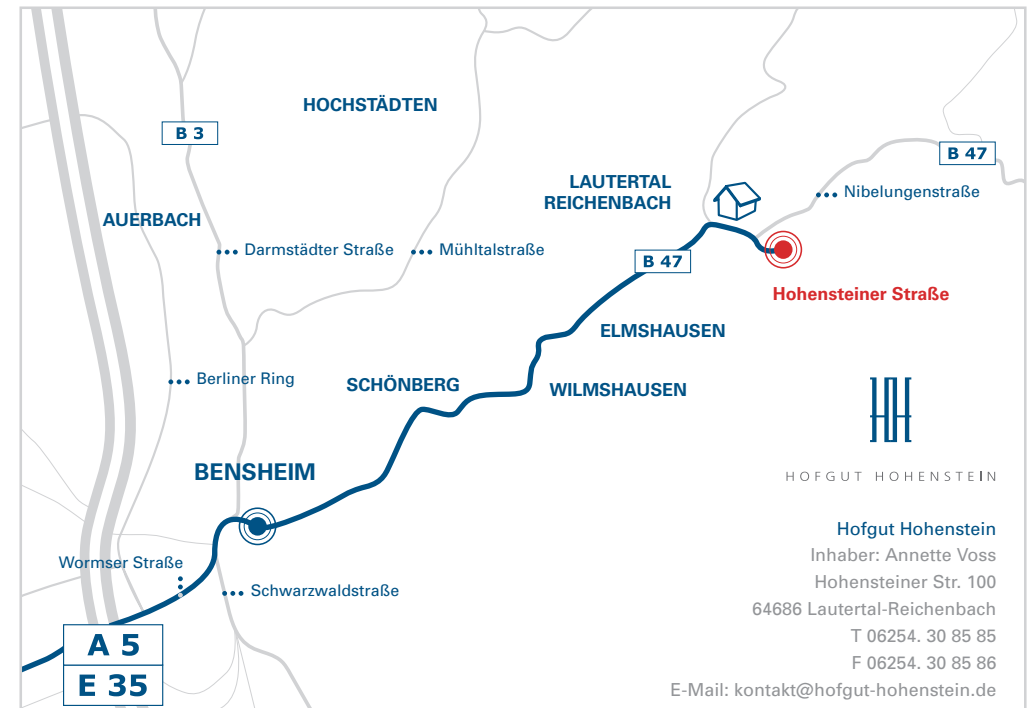 HOCHSTÄDTEN
B 3
B 47
LAUTERTAL
REICHENBACH
Nibelungenstraße
AUERBACH
Darmstädter Straße
Mühltalstraße
B 47
Hohensteiner Straße
ELMSHAUSEN
Berliner Ring
SCHÖNBERG
WILMSHAUSEN
BENSHEIM
HOFGUT HOHENSTEIN
Wormser Straße
Schwarzwaldstraße
A 5
E 35
Hofgut Hohenstein
Inhaber: Annette Voss
Hohensteiner Str. 100
64686 Lautertal-Reichenbach
T 06254. 30 85 85
F 06254. 30 85 86
E-Mail: kontakt@hofgut-hohenstein.de